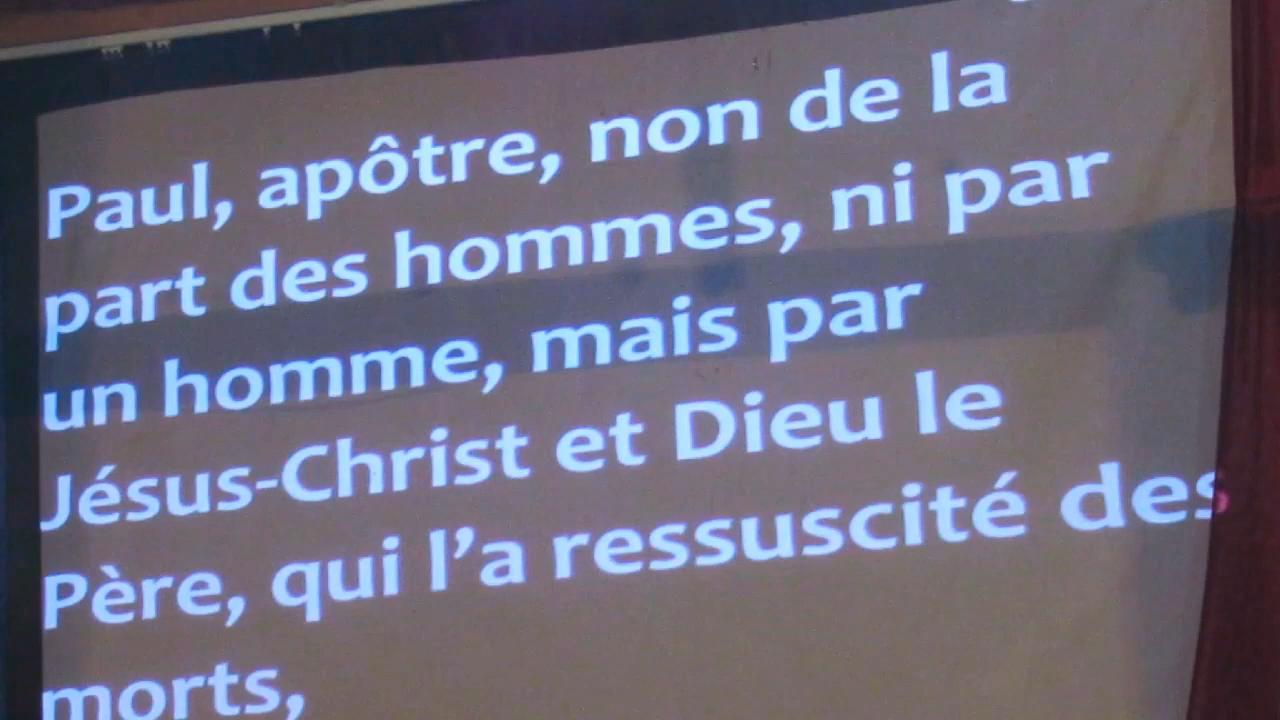 Paul, apôtre, non de la
part des hommes, ni par
un homme, mais par
Jésus-Christ et Dieu le
Père, qui l’a ressuscité des
morts,